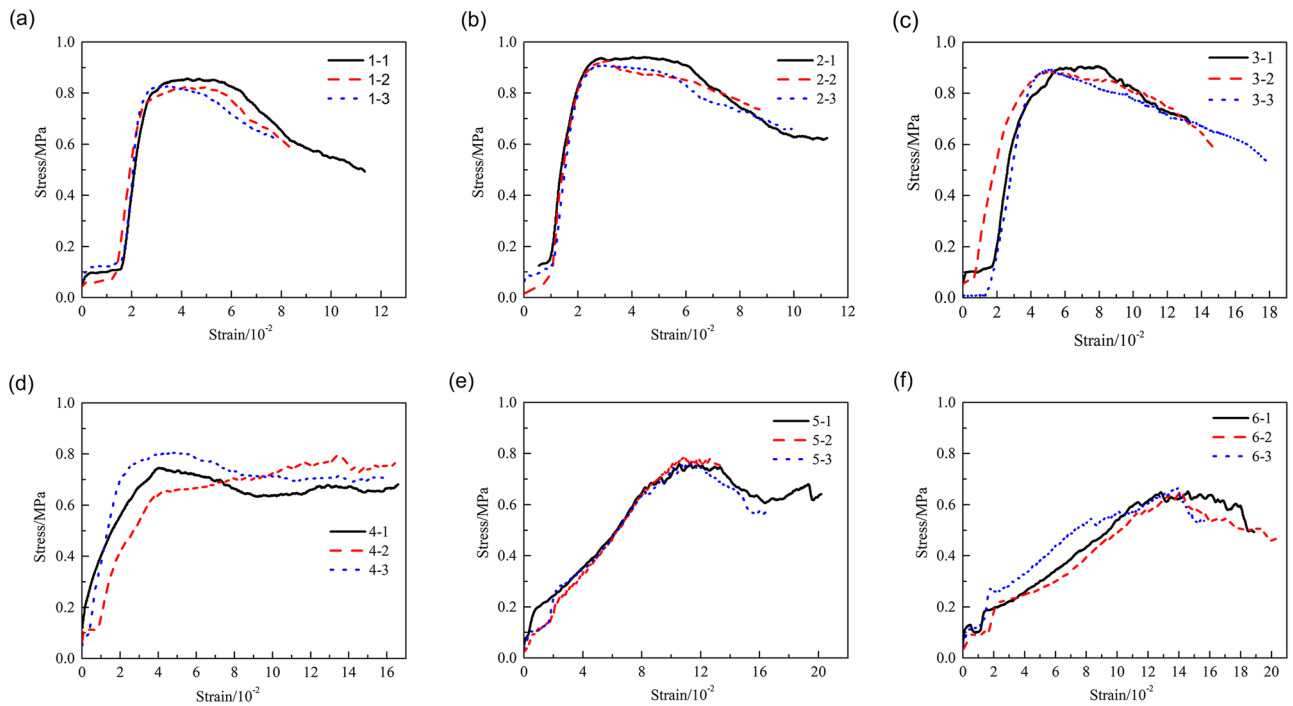 (a)
1.0
0.8
0.6
0.4
0.2
0.0
Stress/MPa
1-1
1-2
1-3
0 2 4 6 8 10 12
Strain/10-2
(b)
1.0
0.8
0.6
0.4
0.2
0.0
Stress/MPa
2-1
2-2
2-3
0 2 4 6 8 10 12
Strain/10-2
(c)
1.0
0.8
0.6
0.4
0.2
0.0
Stress/MPa
3-1
3-2
3-3
0 2 4 6 8 10 12 14 16 18
Strain/10-2
(d)
1.0
0.8
0.6
0.4
0.2
0.0
Stress/MPa
4-1
4-2
4-3
0 2 4 6 8 10 12 14 16
Strain/10-2
(e)
1.0
0.8
0.6
0.4
0.2
0.0
Stress/MPa
5-1
5-2
5-3
0 4 8 12 16 20
Strain/10-2
(f)
1.0
0.8
0.6
0.4
0.2
0.0
Stress/MPa
6-1
6-2
6-3
0 2 4 6 8 10 12 14 16 18 20
Strain/10-2